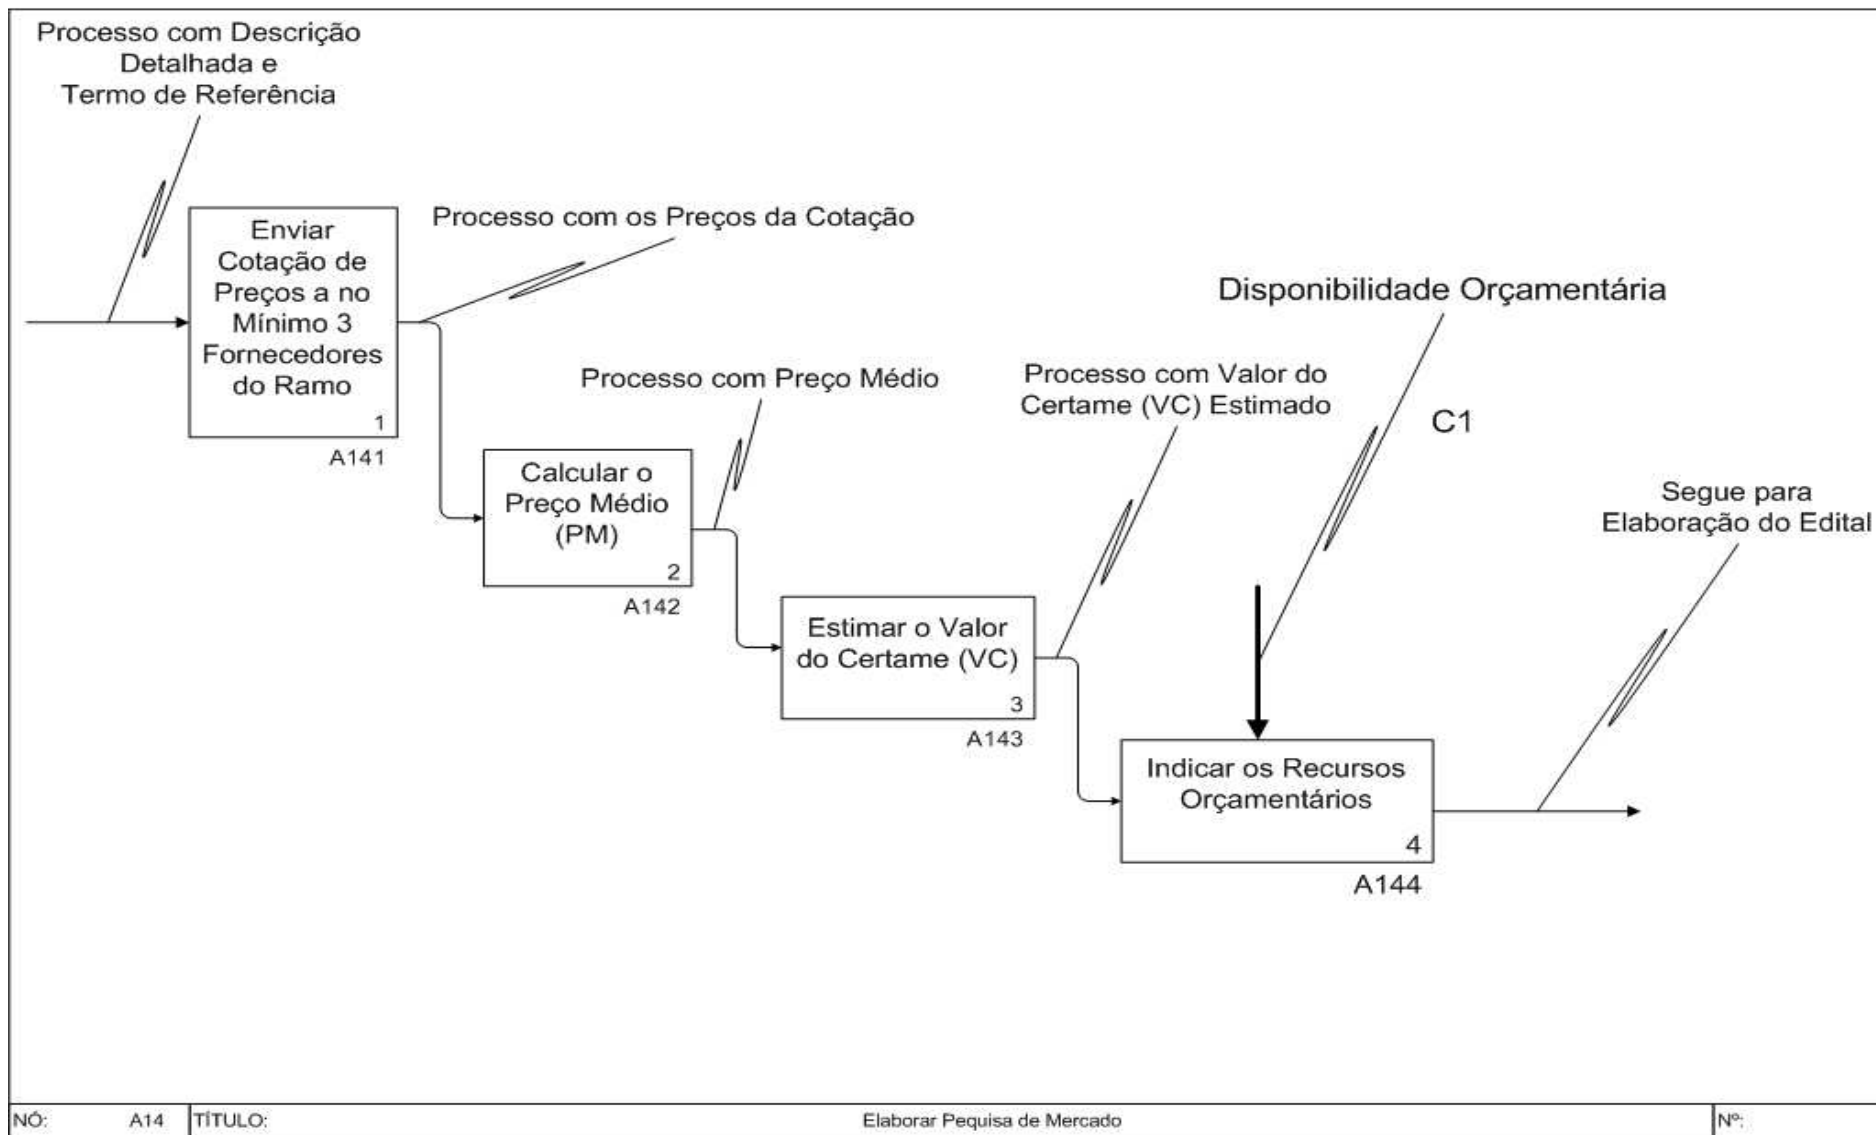 Processo com Descrição
Detalhada e
Termo de Referência
Enviar
Cotação de
Preços a no
Mínimo 3
Fornecedores
do Ramo
1
A141
Processo com os Preços da Cotação
Calcular o
Preço Médio
(PM)
2
A142
Processo com Preço Médio
Estimar o Valor
do Certame (VC)
3
A143
Processo com Valor do
Certame (VC) Estimado
Disponibilidade Orçamentária
C1
Indicar os Recursos
Orçamentários
4
A144
Segue para
Elaboração do Edital
NÓ: A14 TÍTULO: Elaborar Pequisa de Mercado Nº: